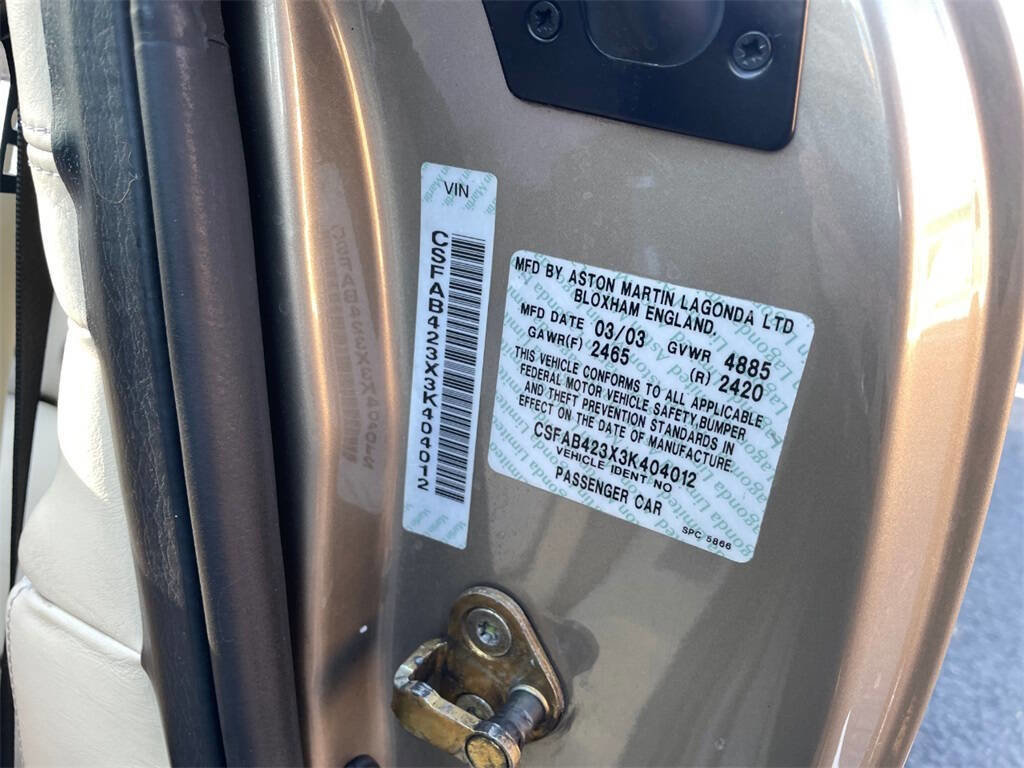 VIN
CSFAB423X3K404012
MFD BY ASTON MARTIN LAGONDA LTD
BLOXHAM ENGLAND,
MFD DATE 03/03 GVWR 4885
GAWR(F) 2465 (R) 2420
THIS VEHICLE CONFORMS TO ALL APPLICABLE
FEDERAL MOTOR VEHICLE SAFETY,BUMPER
AND THEFT PREVENTION STANDARDS IN
EFFECT ON THE DATE OF MANUFACTURE
CSFAB423X3K404012
VEHICLE IDENT NO
PASSENGER CAR
SPC 5866